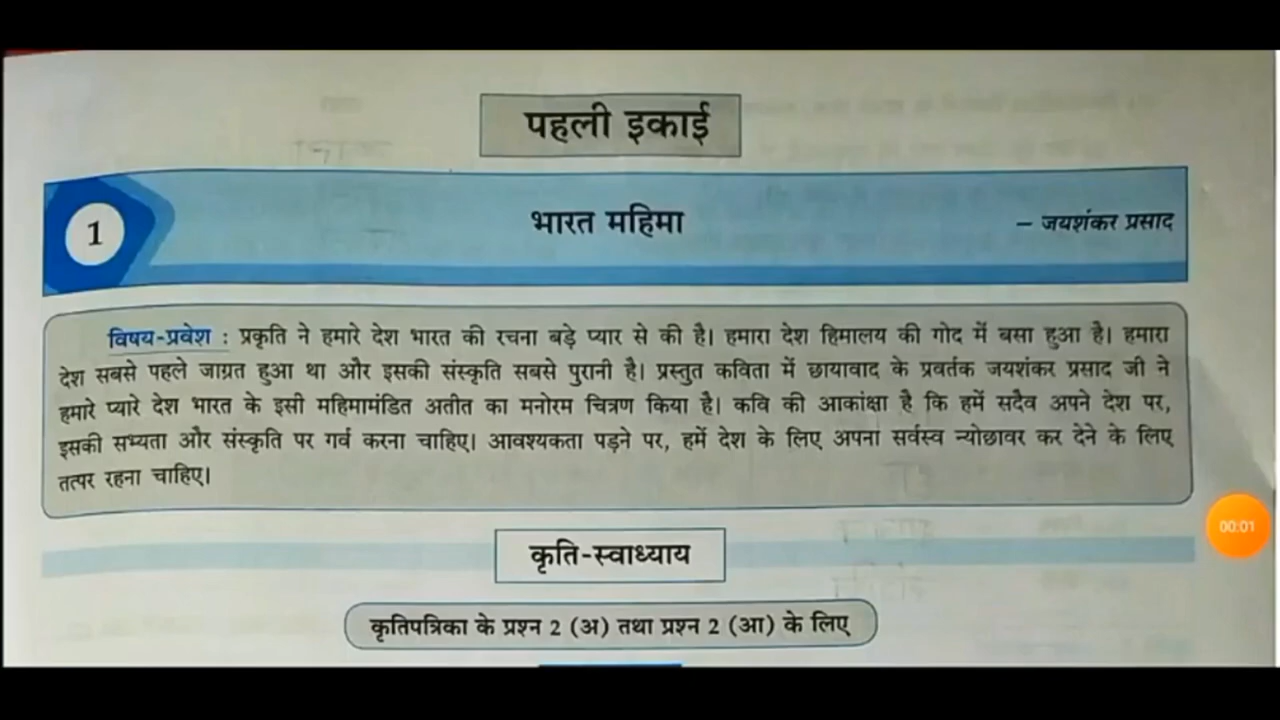 पहली इकाई
1
भारत महिमा
– जयशंकर प्रसाद
विषय-प्रवेश : प्रकृति ने हमारे देश भारत की रचना बड़े प्यार से की है। हमारा देश हिमालय की गोद में बसा हुआ है। हमारा
देश सबसे पहले जाग्रत हुआ था और इसकी संस्कृति सबसे पुरानी है। प्रस्तुत कविता में छायावाद के प्रवर्तक जयशंकर प्रसाद जी ने
हमारे प्यारे देश भारत के इसी महिमामंडित अतीत का मनोरम चित्रण किया है। कवि की आकांक्षा है कि हमें सदैव अपने देश पर,
इसकी सभ्यता और संस्कृति पर गर्व करना चाहिए। आवश्यकता पड़ने पर, हमें देश के लिए अपना सर्वस्व न्योछावर कर देने के लिए
तत्पर रहना चाहिए।
00:01
कृति-स्वाध्याय
कृतिपत्रिका के प्रश्न 2 (अ) तथा प्रश्न 2 (आ) के लिए